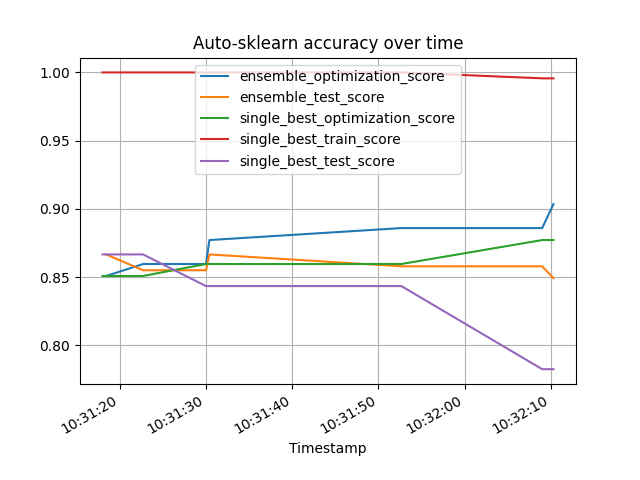 Auto-sklearn accuracy over time
1.00
0.95
0.90
0.85
0.80
ensemble_optimization_score
ensemble_test_score
single_best_optimization_score
single_best_train_score
single_best_test_score
10:31:20
10:31:30
10:31:40
10:31:50
10:32:00
10:32:10
Timestamp